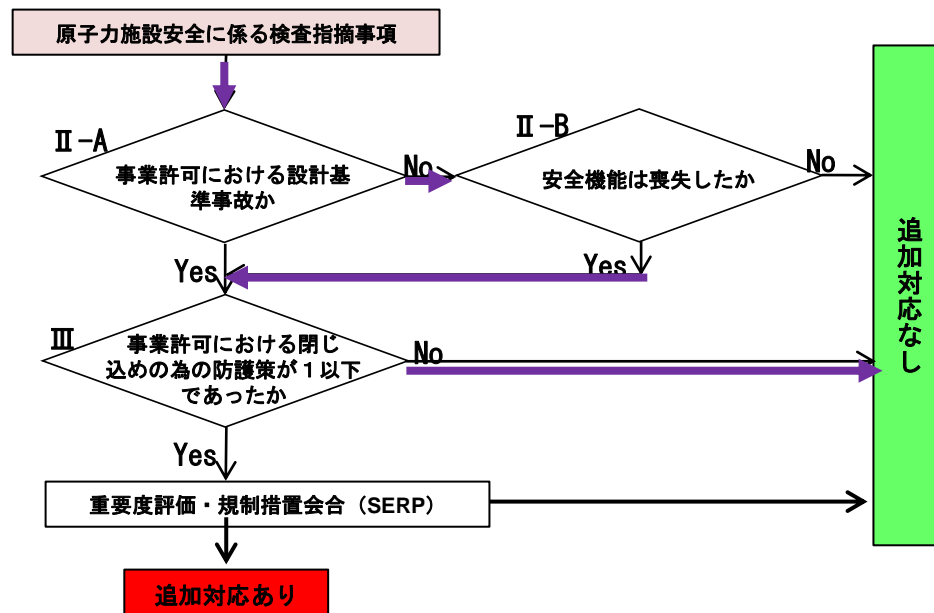 原子力施設安全に係る検査指摘事項
Ⅱ-A
事業許可における設計基
準事故か
No
Ⅱ-B
安全機能は喪失したか
No
Yes
Yes
Ⅲ
事業許可における閉じ
込めの為の防護策が１以下
であったか
No
Yes
重要度評価・規制措置会合（SERP）
追加対応あり
追加対応なし